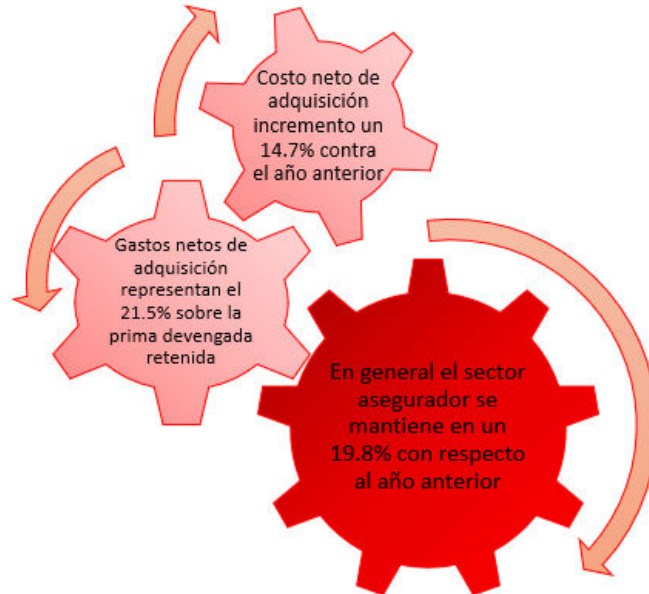 Costo neto de
adquisición
incremento un
14.7% contra
el año anterior
Gastos netos de
adquisición
representan el
21.5% sobre la
prima devengada
retenida
En general el sector
asegurador se
mantiene en un
19.8% con respecto
al año anterior